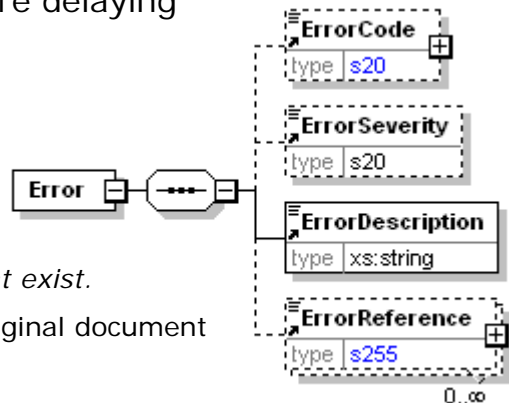 re delaying
ErrorCode
type s20
ErrorSeverity
type s20
Error
ErrorDescription
type xs:string
t exist.
ginal document
ErrorReference
type s255
0..∞